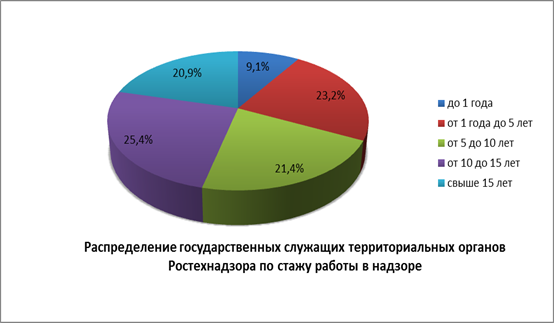 9,1%
20,9%
23,2%
25,4%
21,4%
до 1 года
от 1 года до 5 лет
от 5 до 10 лет
от 10 до 15 лет
свыше 15 лет
Распределение государственных служащих территориальных органов
Ростехнадзора по стажу работы в надзоре